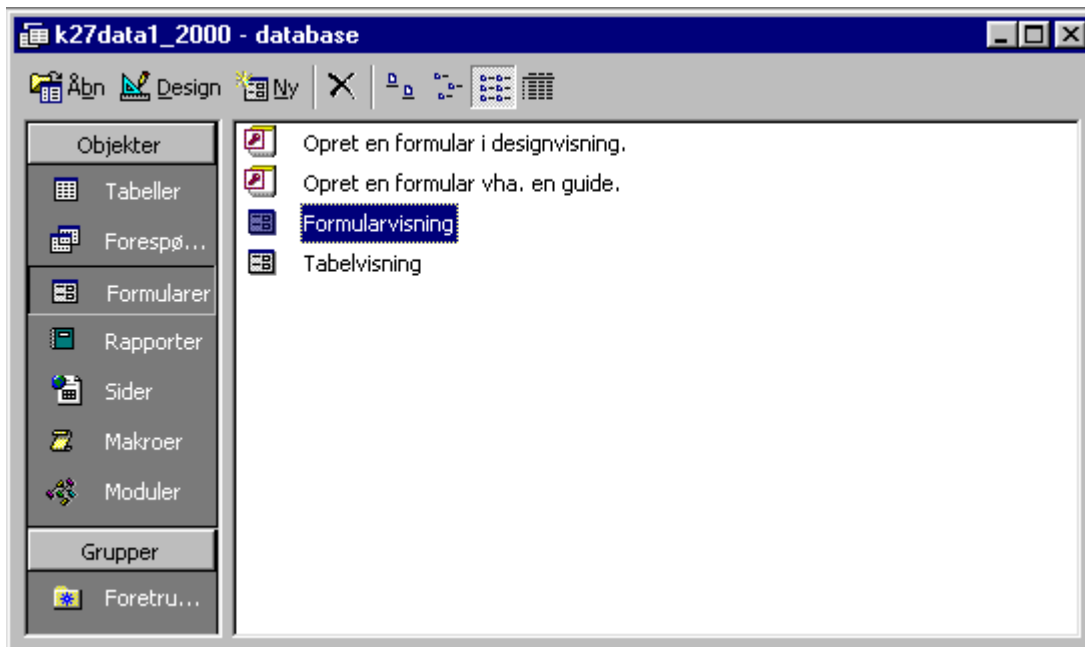 k27data1_2000 - database
Åbn Design Ny
Objekter
Tabeller
Forespø...
Formularer
Rapporter
Sider
Makroer
Moduler
Grupper
Foretru...
Opret en formular i designvisning.
Opret en formular vha. en guide.
Formularvisning
Tabelvisning